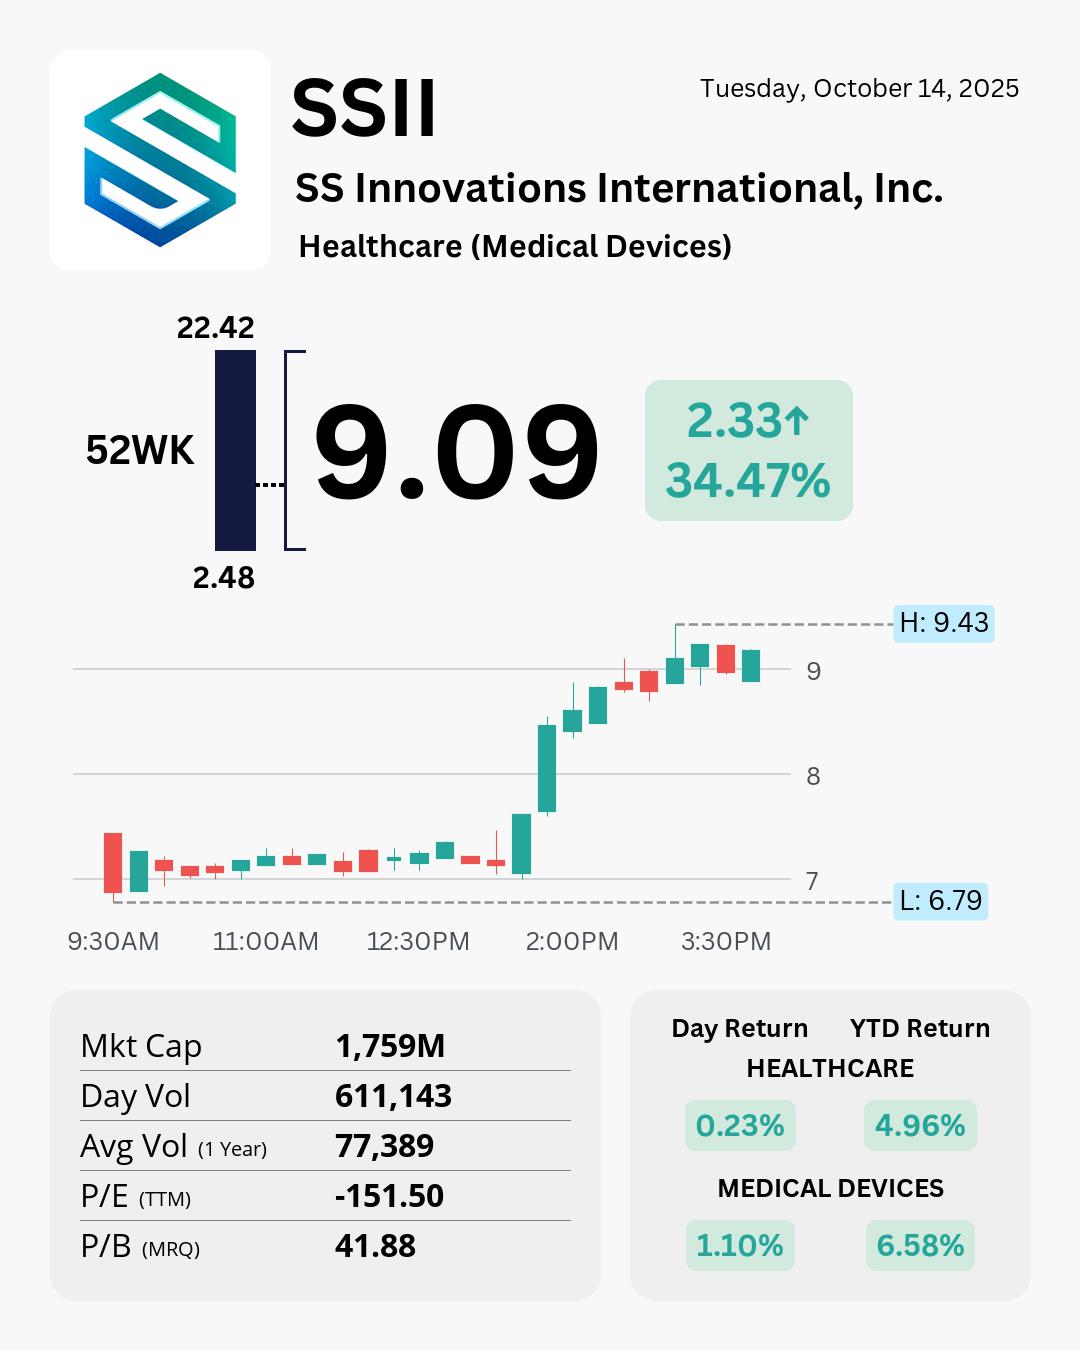 SSII
Tuesday, October 14, 2025
SS Innovations International, Inc.
Healthcare (Medical Devices)
22.42
52WK
9.09
2.33↑
34.47%
2.48
H: 9.43
9
8
7
L: 6.79
9:30AM 11:00AM 12:30PM 2:00PM 3:30PM
Mkt Cap 1,759M
Day Vol 611,143
Avg Vol (1 Year) 77,389
P/E (TTM) -151.50
P/B (MRQ) 41.88
Day Return YTD Return
HEALTHCARE
0.23% 4.96%
MEDICAL DEVICES
1.10% 6.58%